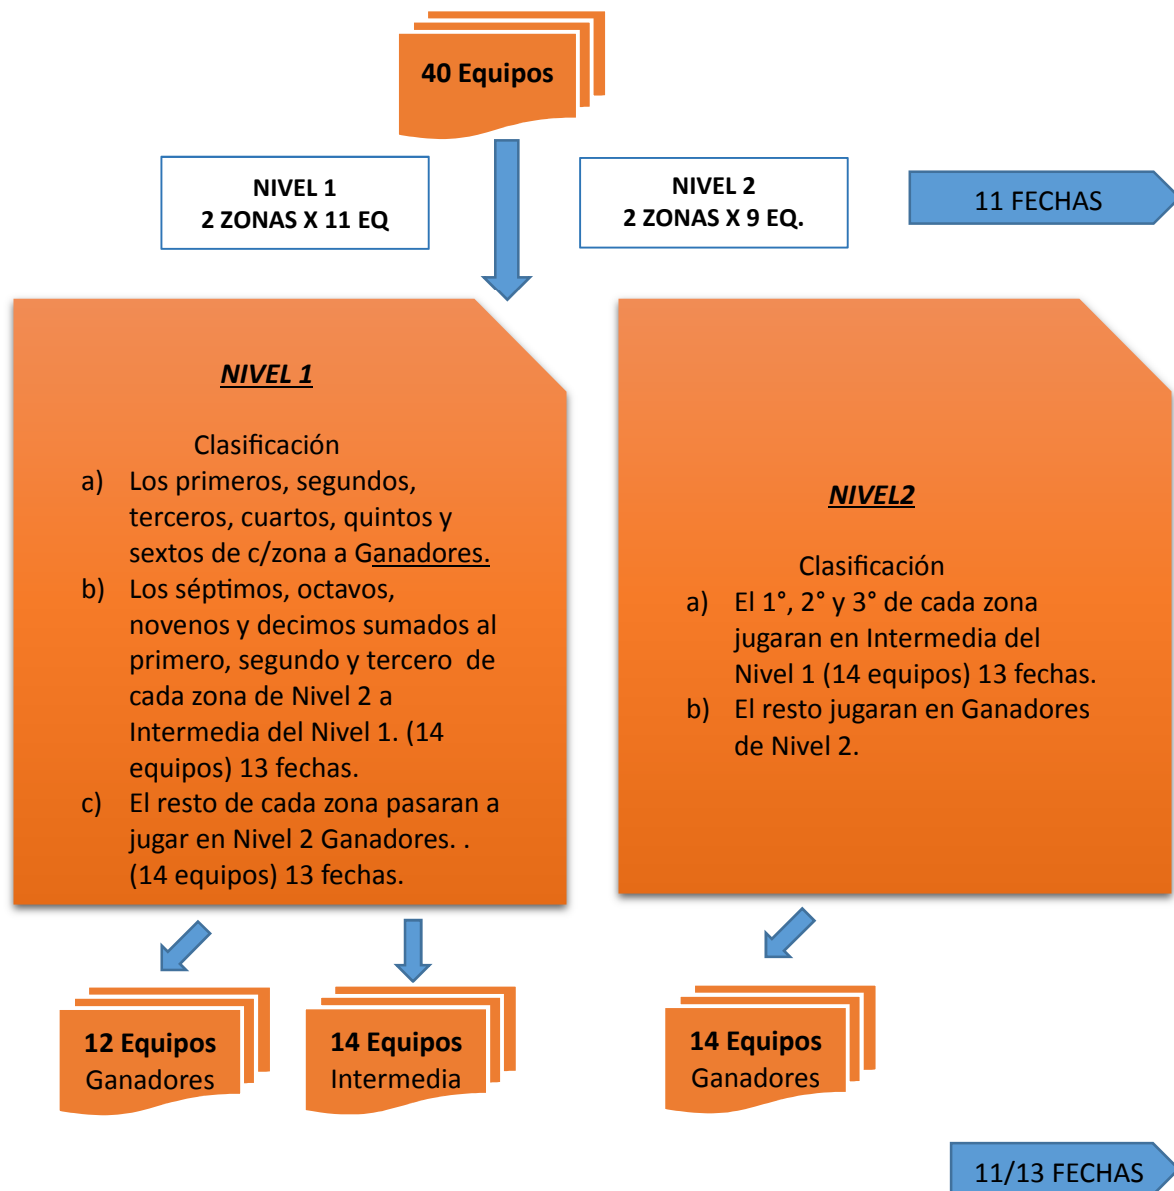 40 Equipos
NIVEL 1
2 ZONAS X 11 EQ
NIVEL 2
2 ZONAS X 9 EQ.
11 FECHAS
NIVEL 1
Clasificación
a) Los primeros, segundos,
terceros, cuartos, quintos y
sextos de c/zona a Ganadores.
b) Los séptimos, octavos,
novenos y decimos sumados al
primero, segundo y tercero de
cada zona de Nivel 2 a
Intermedia del Nivel 1. (14
equipos) 13 fechas.
c) El resto de cada zona pasaran a
jugar en Nivel 2 Ganadores. .
(14 equipos) 13 fechas.
NIVEL2
Clasificación
a) El 1°, 2° y 3° de cada zona
jugaran en Intermedia del
Nivel 1 (14 equipos) 13 fechas.
b) El resto jugaran en Ganadores
de Nivel 2.
12 Equipos
Ganadores
14 Equipos
Intermedia
14 Equipos
Ganadores
11/13 FECHAS